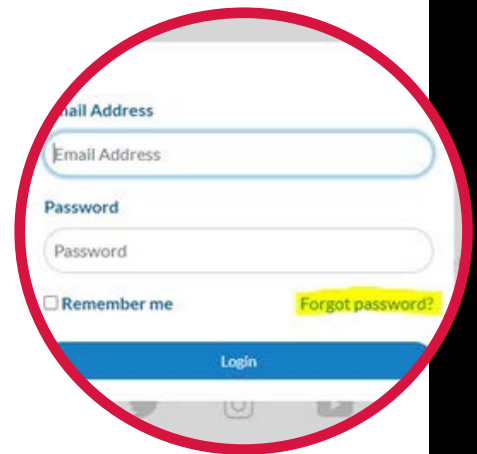 mail Address
Email Address
Password
Password
Remember me Forgot password?
Login